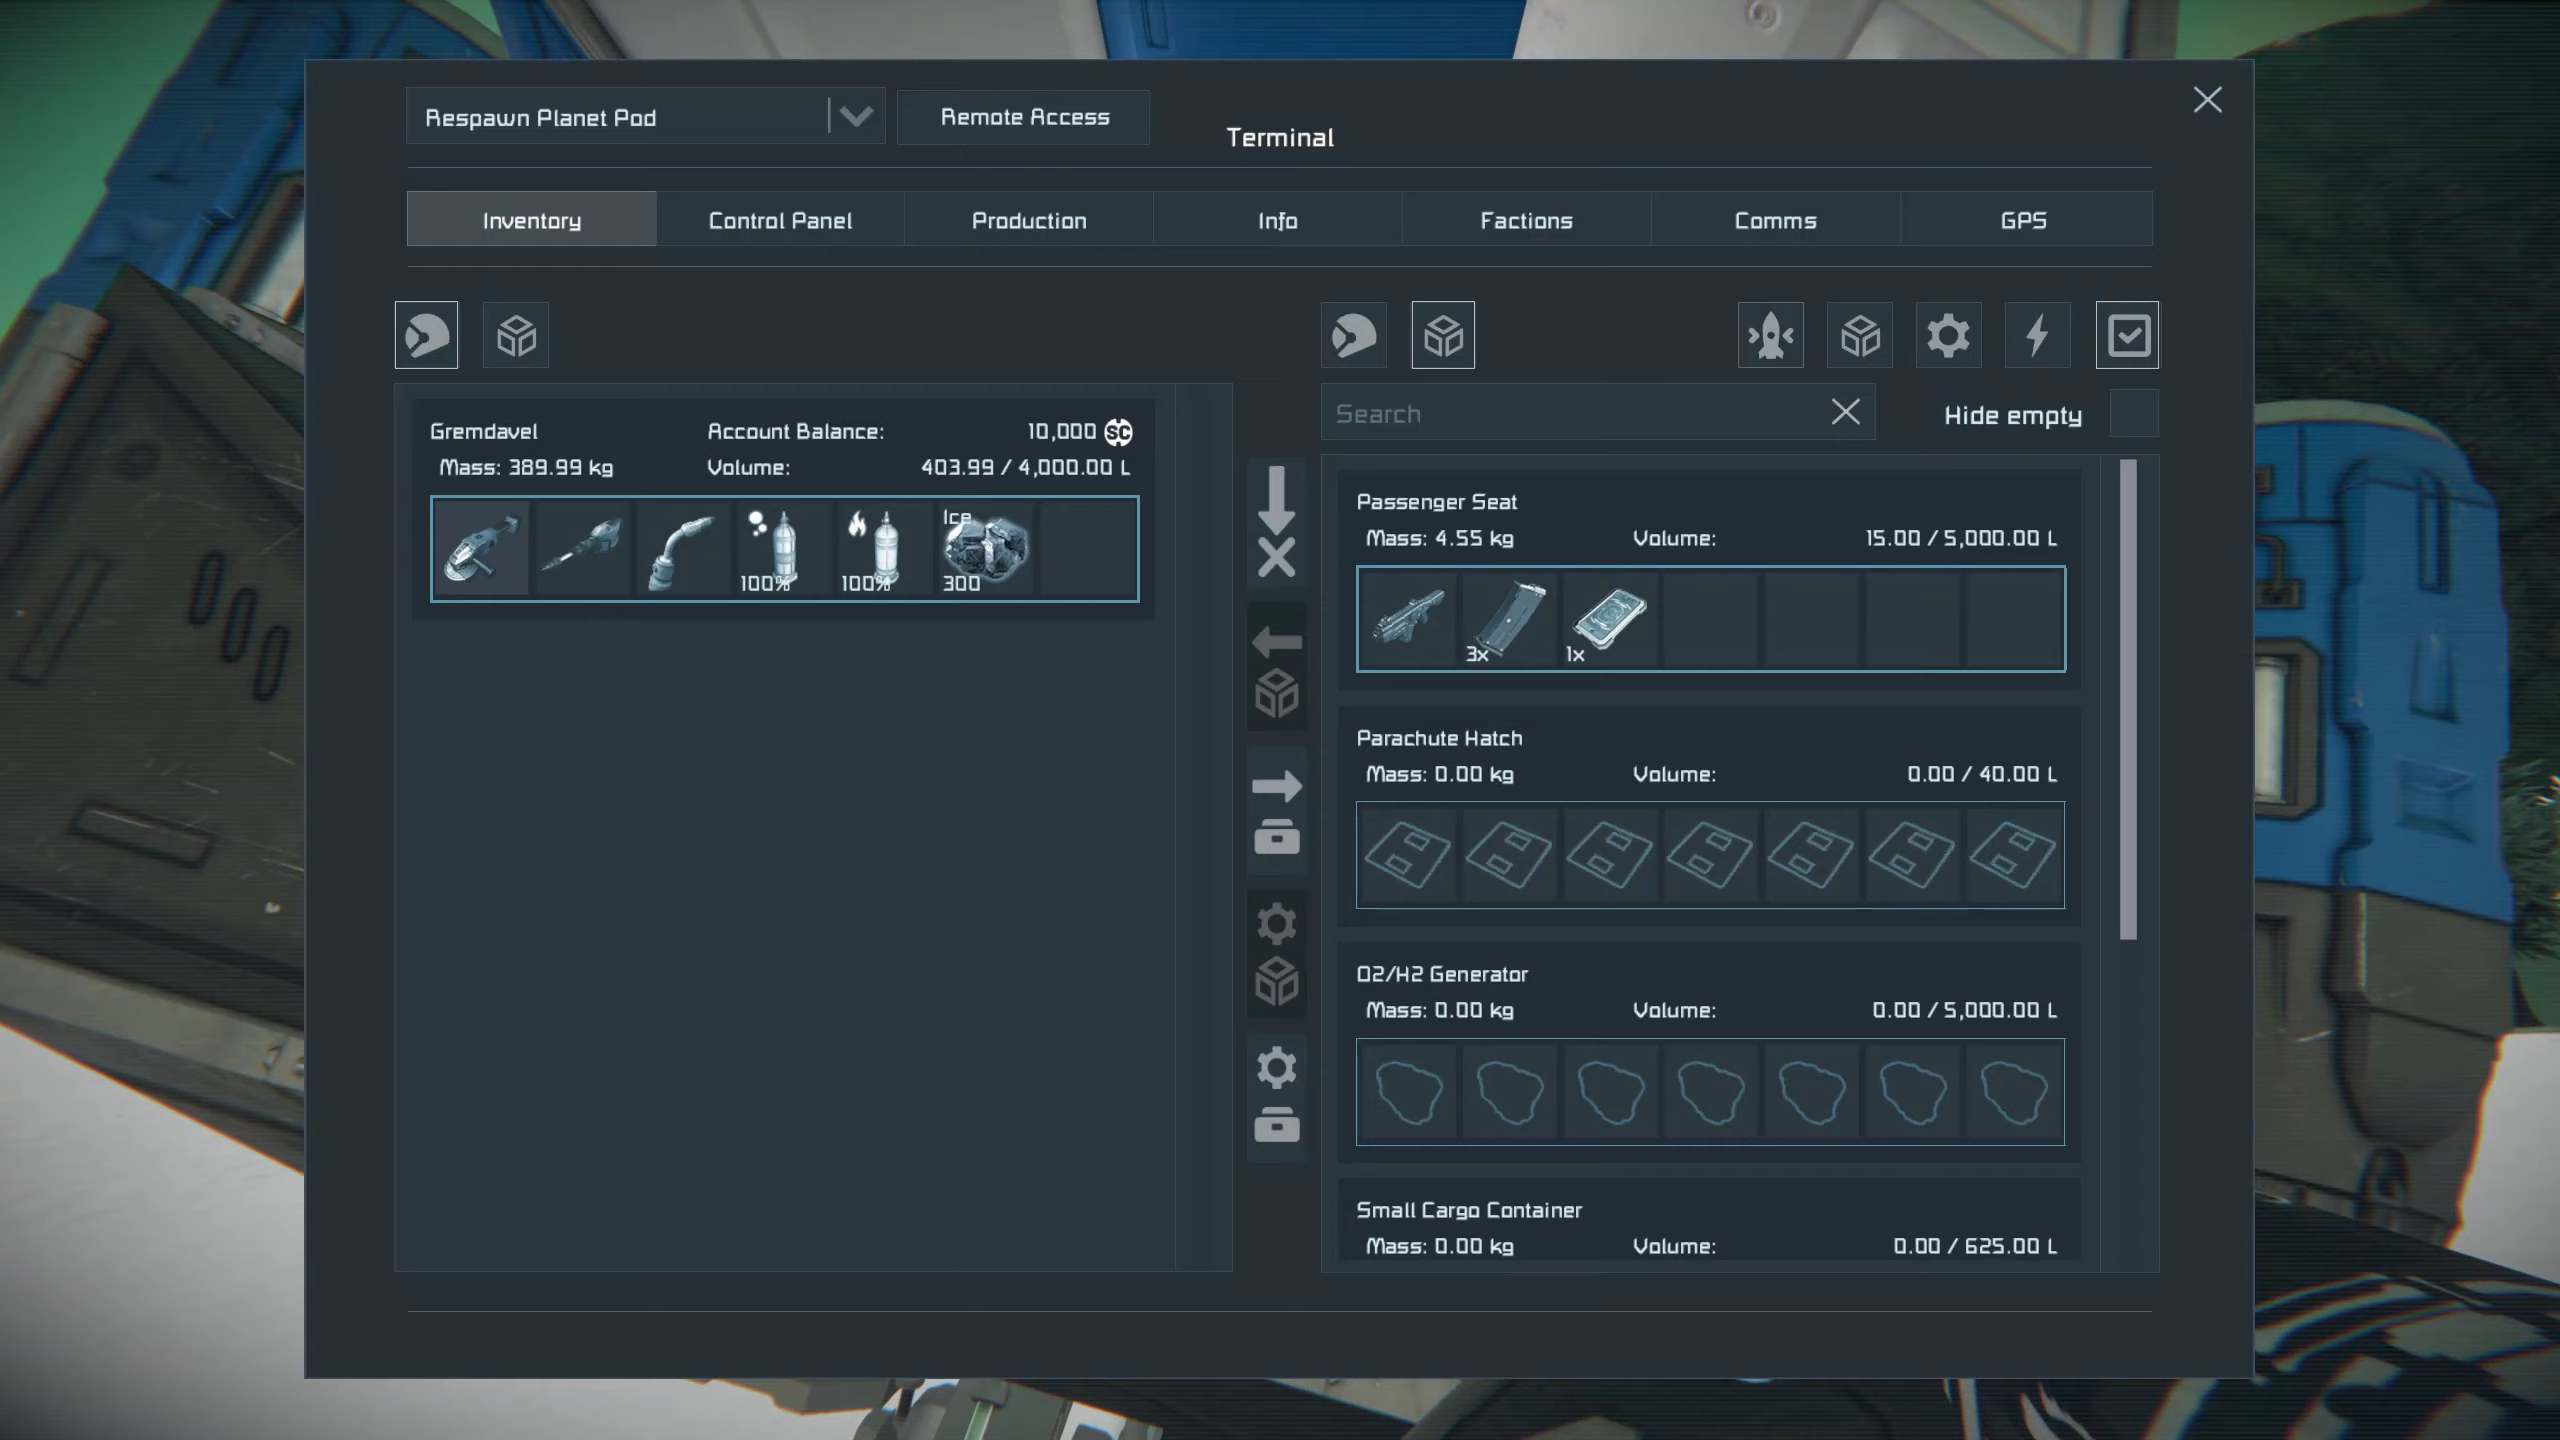 Respawn Planet Pod
Remote Access
Terminal
Inventory
Control Panel
Production
Info
Factions
Comms
GPS
Search
Hide empty
Gremdavel
Account Balance:
10,000 SC
Mass: 389.99 kg
Volume:
403.99 / 4,000.00 L
100%
100%
Ice
300
Passenger Seat
Mass: 4.55 kg
Volume:
15.00 / 5,000.00 L
3x
1x
Parachute Hatch
Mass: 0.00 kg
Volume:
0.00 / 40.00 L
O2/H2 Generator
Mass: 0.00 kg
Volume:
0.00 / 5,000.00 L
Small Cargo Container
Mass: 0.00 kg
Volume:
0.00 / 625.00 L